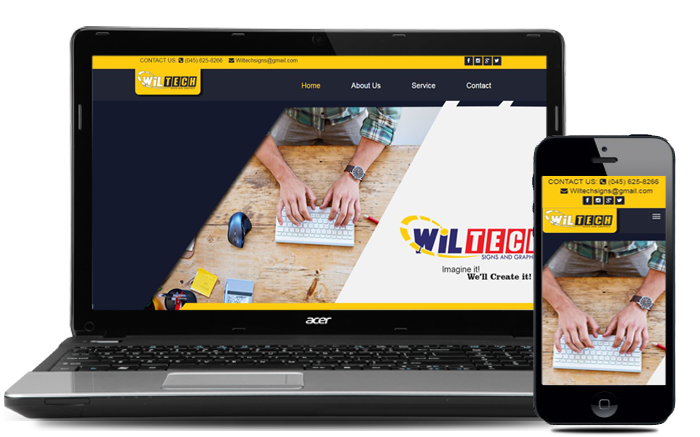 CONTACT US: (045) 625-8266 Wiltechsigns@gmail.com
WiLTECH
Home About Us Service Contact
WiLTECH
SIGNS AND GRAPH
Imagine it!
We'll Create it!
acer
CONTACT US: (045) 625-8266
Wiltechsigns@gmail.com
WiLTECH